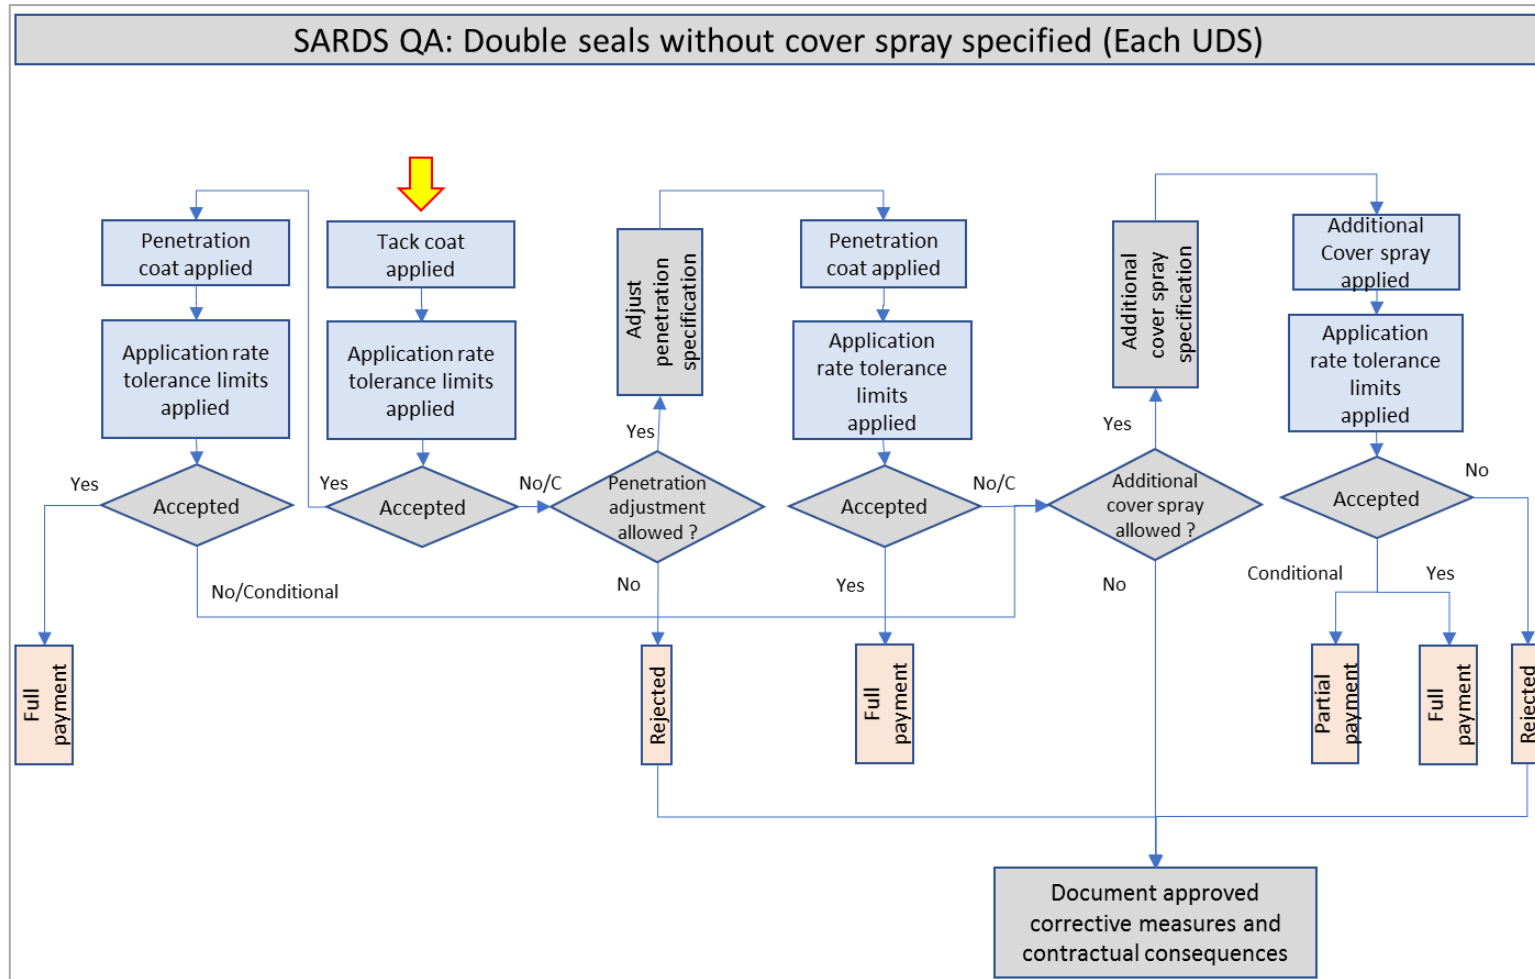 SARDS QA: Double seals without cover spray specified (Each UDS)
Penetration
coat applied
Application rate
tolerance limits
applied
Yes
Accepted
No/Conditional
Full
payment
Tack coat
applied
Application rate
tolerance limits
applied
Yes
Accepted
No/C
Adjust
penetration
specification
Yes
Penetration
adjustment
allowed ?
No
Rejected
Penetration
coat applied
Application
rate tolerance
limits
applied
Accepted
No/C
Yes
Full
payment
Additional
cover spray
specification
Yes
Additional
cover spray
allowed ?
No
Additional
Cover spray
applied
Application
rate tolerance
limits
applied
Accepted
No
Conditional
Yes
Partial
payment
Full
payment
Rejected
Document approved
corrective measures and
contractual consequences